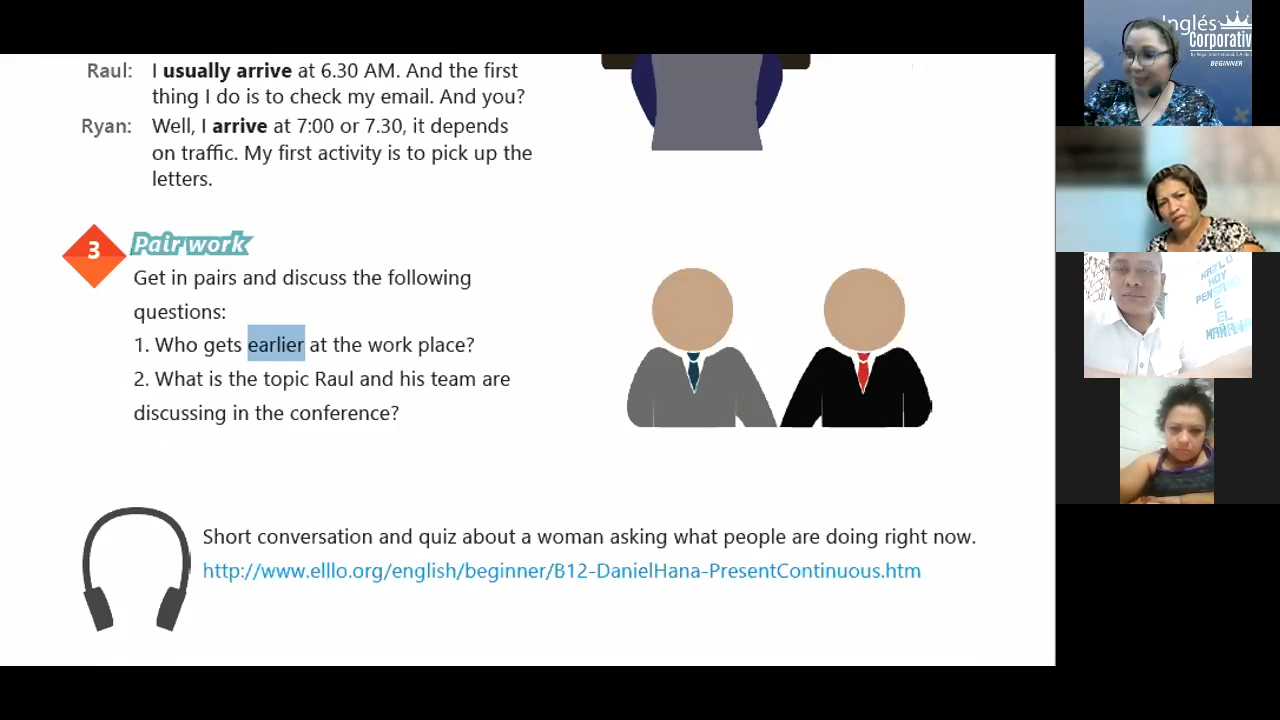 Raul: I usually arrive at 6.30 AM. And the first
thing I do is to check my email. And you?
Ryan: Well, I arrive at 7:00 or 7.30, it depends
on traffic. My first activity is to pick up the
letters.
3 Pair work
Get in pairs and discuss the following
questions:
1. Who gets earlier at the work place?
2. What is the topic Raul and his team are
discussing in the conference?
Short conversation and quiz about a woman asking what people are doing right now.
http://www.elllo.org/english/beginner/B12-DanielHana-PresentContinuous.htm
Inglés
Corporativ
BEGINNER
HAZLO
HOY
EL